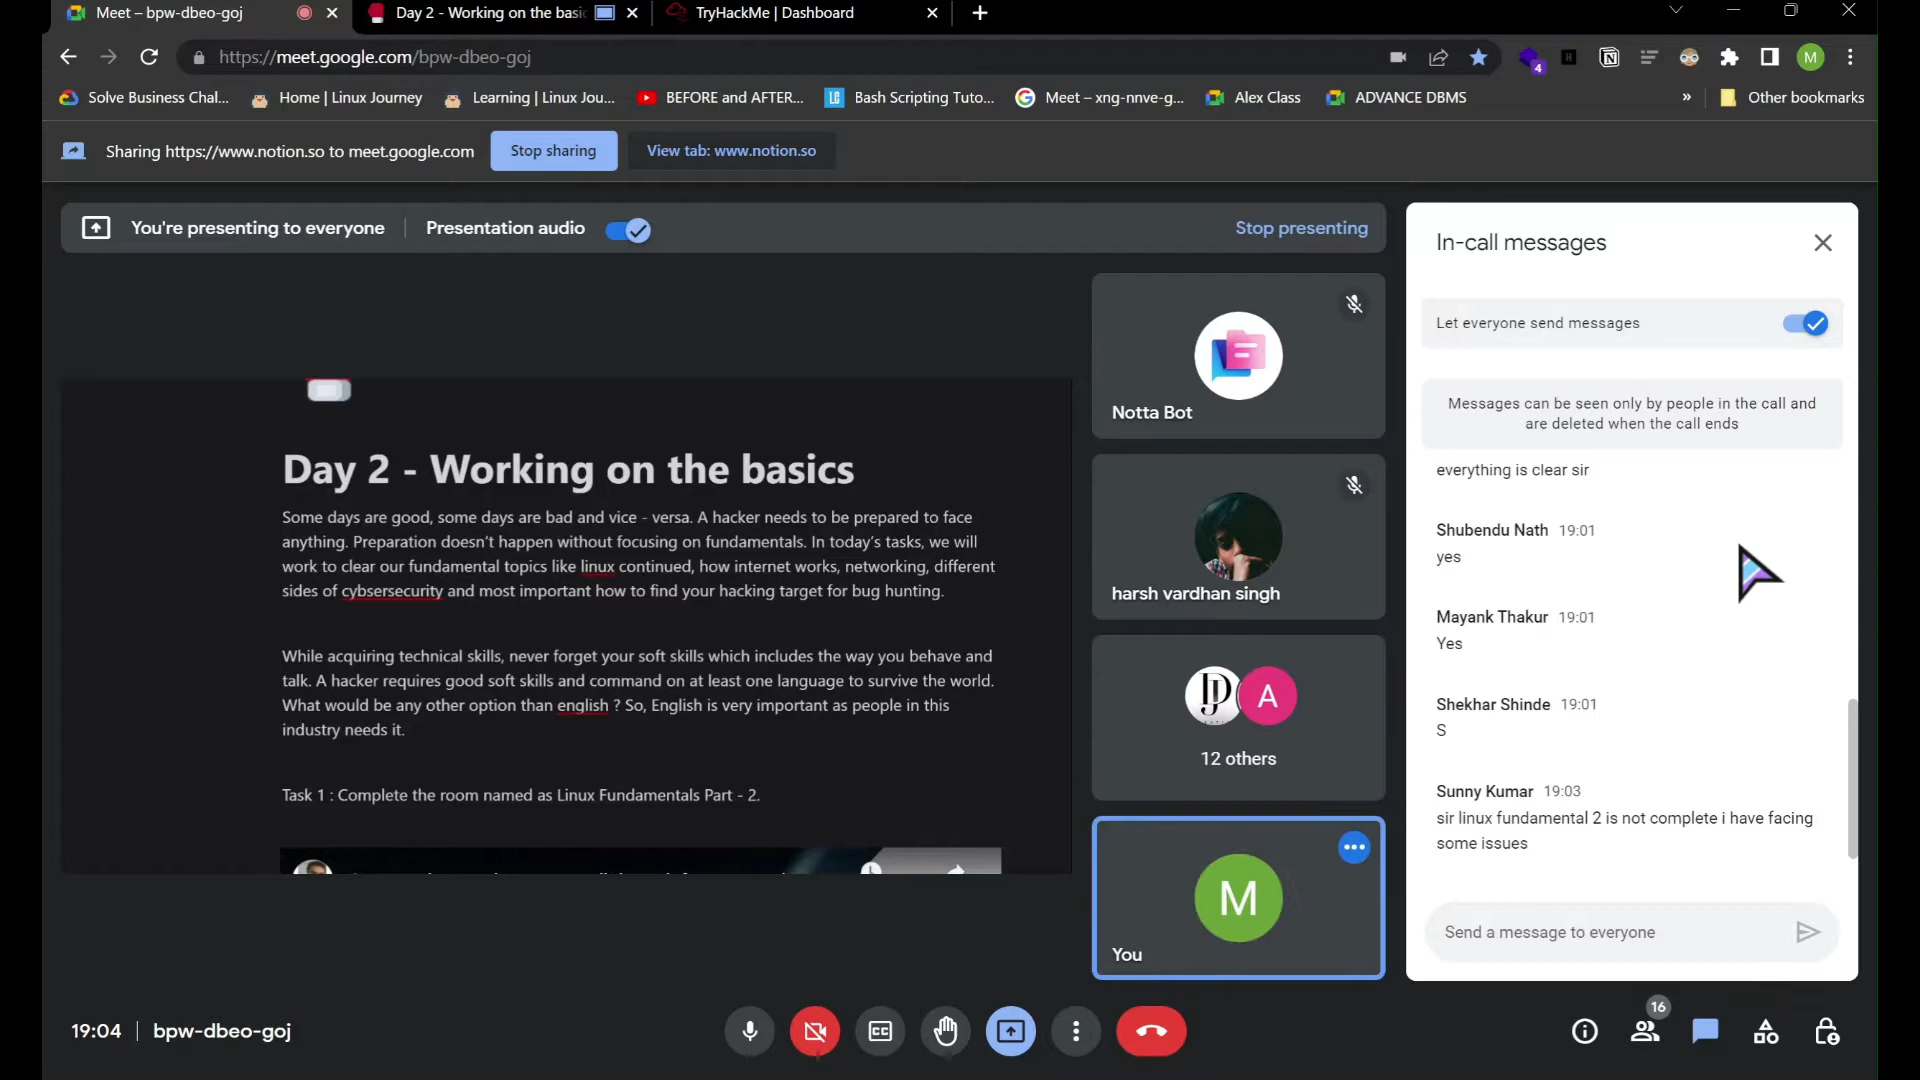 Meet – bpw-dbeo-goj
Day 2 - Working on the basi
TryHackMe | Dashboard
https://meet.google.com/bpw-dbeo-goj
4
M
Solve Business Chal...
Home | Linux Journey
Learning | Linux Jou...
BEFORE and AFTER...
Bash Scripting Tuto...
Meet – xng-nnve-g...
Alex Class
ADVANCE DBMS
»
Other bookmarks
Sharing https://www.notion.so to meet.google.com
Stop sharing
View tab: www.notion.so
You're presenting to everyone
Presentation audio
Stop presenting
Day 2 - Working on the basics
Some days are good, some days are bad and vice - versa. A hacker needs to be prepared to face
anything. Preparation doesn't happen without focusing on fundamentals. In today's tasks, we will
work to clear our fundamental topics like linux continued, how internet works, networking, different
sides of cybsersecurity and most important how to find your hacking target for bug hunting.
While acquiring technical skills, never forget your soft skills which includes the way you behave and
talk. A hacker requires good soft skills and command on at least one language to survive the world.
What would be any other option than english ? So, English is very important as people in this
industry needs it.
Task 1 : Complete the room named as Linux Fundamentals Part - 2.
Notta Bot
harsh vardhan singh
A
12 others
M
You
In-call messages
Let everyone send messages
Messages can be seen only by people in the call and
are deleted when the call ends
everything is clear sir
Shubendu Nath 19:01
yes
Mayank Thakur 19:01
Yes
Shekhar Shinde 19:01
S
Sunny Kumar 19:03
sir linux fundamental 2 is not complete i have facing
some issues
Send a message to everyone
19:04 | bpw-dbeo-goj
CC
16